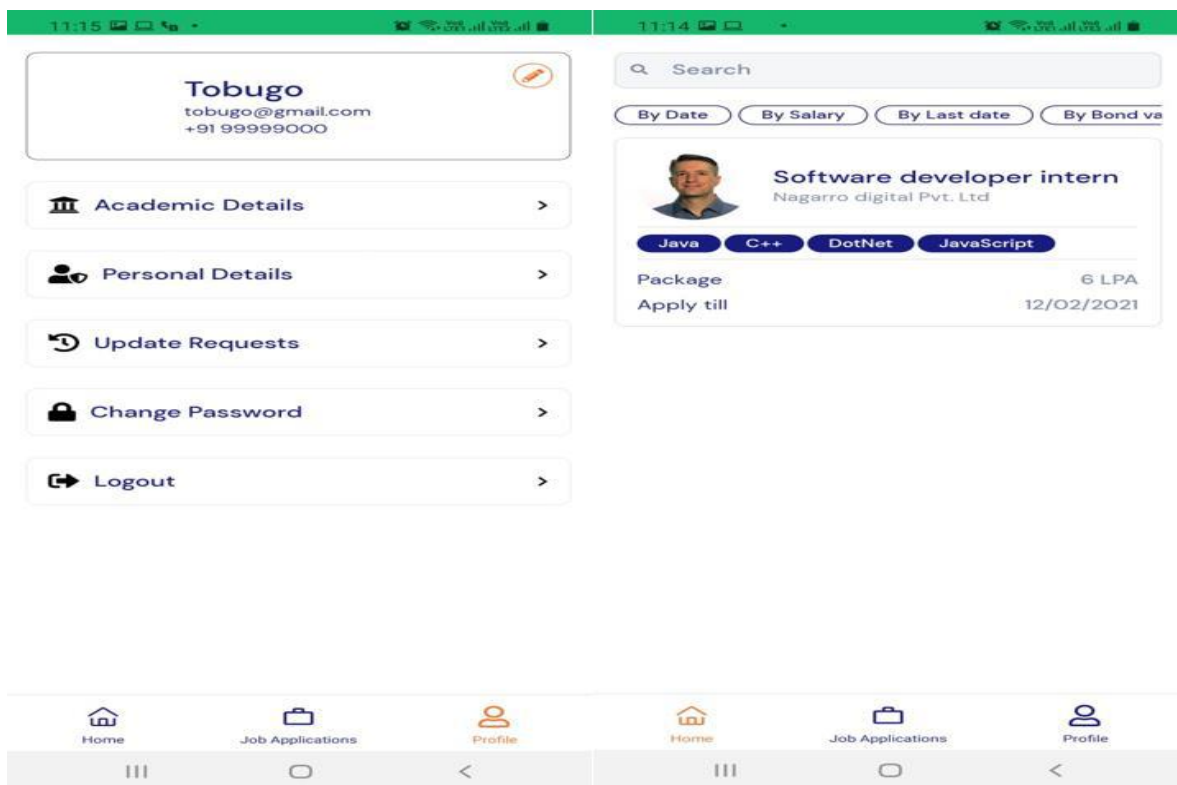 11:15
Tobugo
tobugo@gmail.com
+91 99999000
Academic Details
Personal Details
Update Requests
Change Password
Logout
Home Job Applications Profile
11:14
Search
By Date By Salary By Last date By Bond va
Software developer intern
Nagarro digital Pvt. Ltd
Java C++ DotNet JavaScript
Package 6 LPA
Apply till 12/02/2021
Home Job Applications Profile